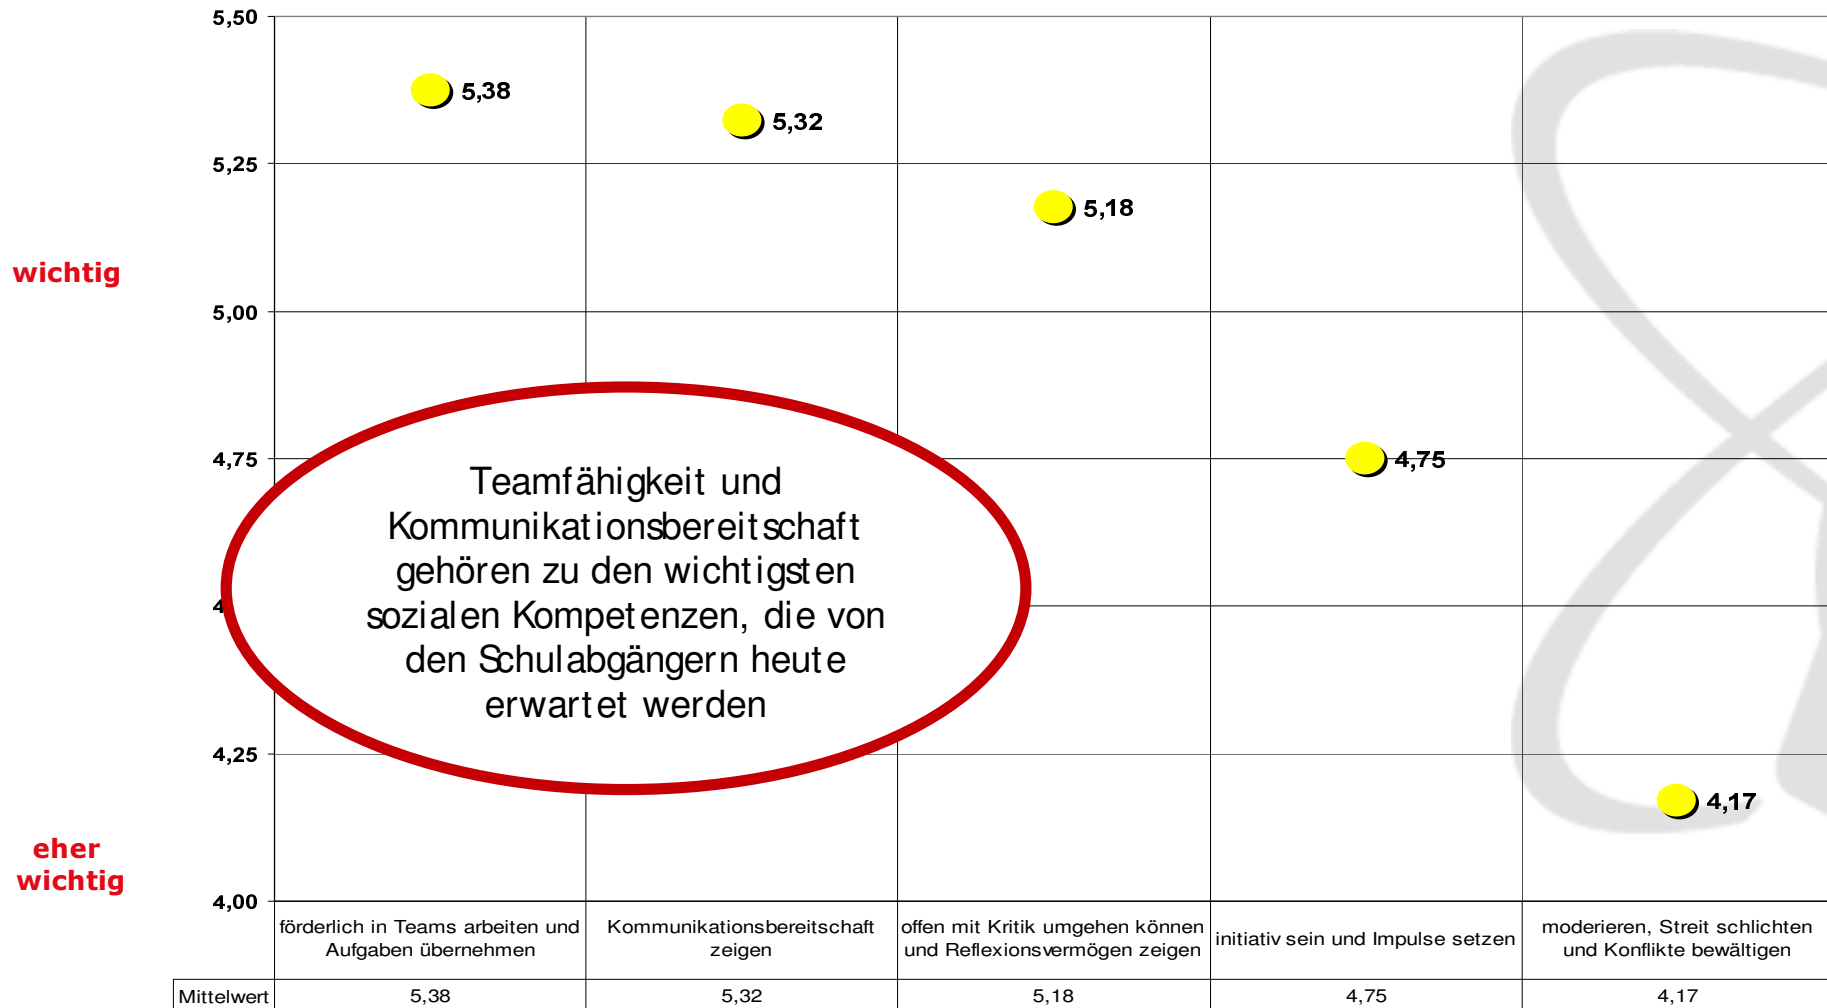 5,50
5,38
5,32
5,25
5,18
wichtig
5,00
4,75
4,75
Teamfähigkeit und
Kommunikationsbereitschaft
gehören zu den wichtigsten
sozialen Kompetenzen, die von
den Schulabgängern heute
erwartet werden
4,25
4,17
eher
wichtig
4,00
förderlich in Teams arbeiten und
Aufgaben übernehmen
Kommunikationsbereitschaft
zeigen
offen mit Kritik umgehen können
und Reflexionsvermögen zeigen
initiativ sein und Impulse setzen
moderieren, Streit schlichten
und Konflikte bewältigen
Mittelwert 5,38 5,32 5,18 4,75 4,17